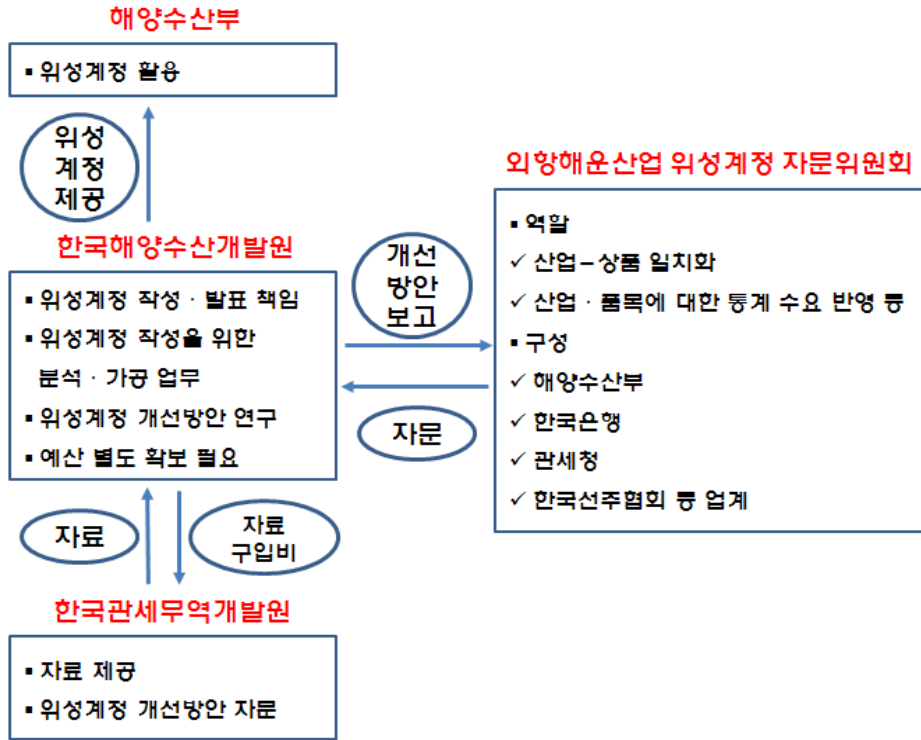 해양수산부
▪ 위성계정 활용
위성
계정
제공
한국해양수산개발원
▪ 위성계정 작성 · 발표 책임
▪ 위성계정 작성을 위한
분석 · 가공 업무
▪ 위성계정 개선방안 연구
▪ 예산 별도 확보 필요
개선
방안
보고
자문
외항해운산업 위성계정 자문위원회
▪ 역할
✓ 산업–상품 일치화
✓ 산업 · 품목에 대한 통계 수요 반영 등
▪ 구성
✓ 해양수산부
✓ 한국은행
✓ 관세청
✓ 한국선주협회 등 업계
자료
자료
구입비
한국관세무역개발원
▪ 자료 제공
▪ 위성계정 개선방안 자문